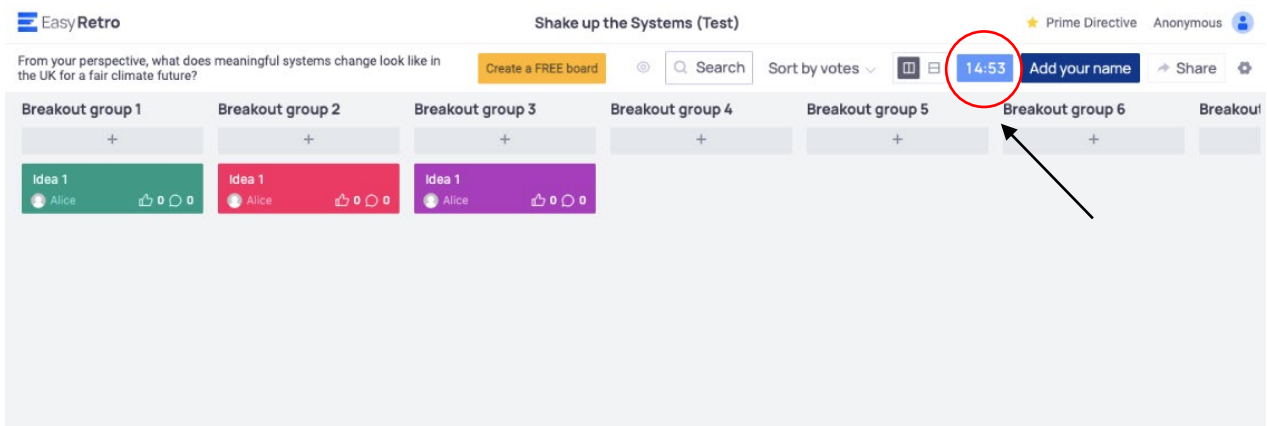 EasyRetro
Shake up the Systems (Test)
Prime Directive
Anonymous
From your perspective, what does meaningful systems change look like in
the UK for a fair climate future?
Create a FREE board
Search
Sort by votes
14:53
Add your name
Share
Breakout group 1
Breakout group 2
Breakout group 3
Breakout group 4
Breakout group 5
Breakout group 6
Breakout
+
+
+
+
+
+
Idea 1
Alice
0
0
Idea 1
Alice
0
0
Idea 1
Alice
0
0